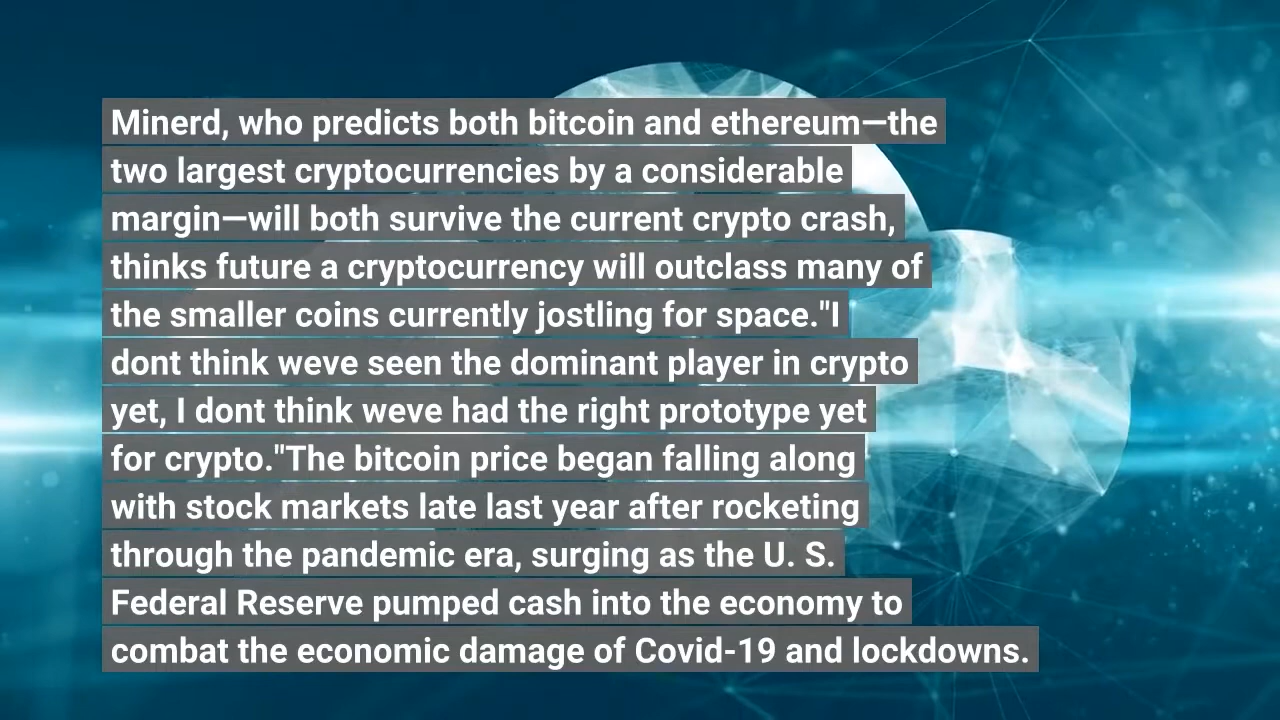 Minerd, who predicts both bitcoin and ethereum—the
two largest cryptocurrencies by a considerable
margin—will both survive the current crypto crash,
thinks future a cryptocurrency will outclass many of
the smaller coins currently jostling for space."I
dont think weve seen the dominant player in crypto
yet, I dont think weve had the right prototype yet
for crypto."The bitcoin price began falling along
with stock markets late last year after rocketing
through the pandemic era, surging as the U. S.
Federal Reserve pumped cash into the economy to
combat the economic damage of Covid-19 and lockdowns.